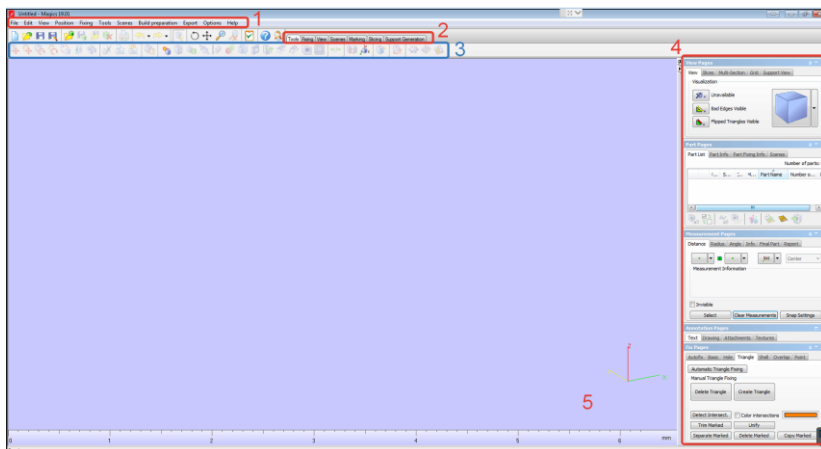 Untitled - Magics 19.01
File Edit View Position Fixing Tools Scenes Build preparation Export Options Help 1
2
Tools Fixing View Scenes Marking Slicing Support Generation
3
4
View Pages
View Slices Multi-Section Grid Support View
Visualization
Unavailable
Bad Edges Visible
Flipped Triangles Visible
Part Pages
Part List Part Info Part Fixing Info Scenes
Number of parts:
Part Name Number o...
Measurement Pages
Distance Radius Angle Info Final Part Report
Center
Measurement Information
Invisible
Select Clear Measurements Snap Settings
Annotation Pages
Text Drawing Attachments Textures
Fix Pages
Autofix Basic Hole Triangle Shell Overlap Point
Automatic Triangle Fixing
Manual Triangle Fixing
Delete Triangle Create Triangle
Detect Intersect. Color intersections
Trim Marked Unify
Separate Marked Delete Marked Copy Marked
Z
X
5
0 1 2 3 4 5 6 mm